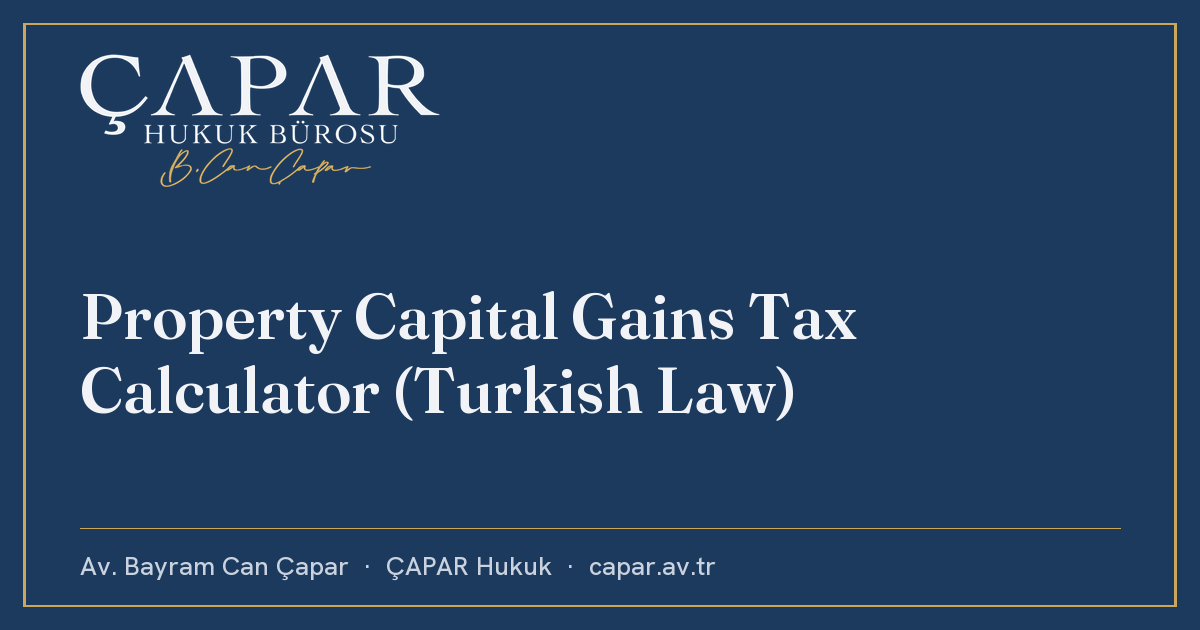 ÇAPAR
HUKUK BÜROSU
B.Can Çapar
Property Capital Gains Tax
Calculator (Turkish Law)
Av. Bayram Can Çapar · ÇAPAR Hukuk · capar.av.tr